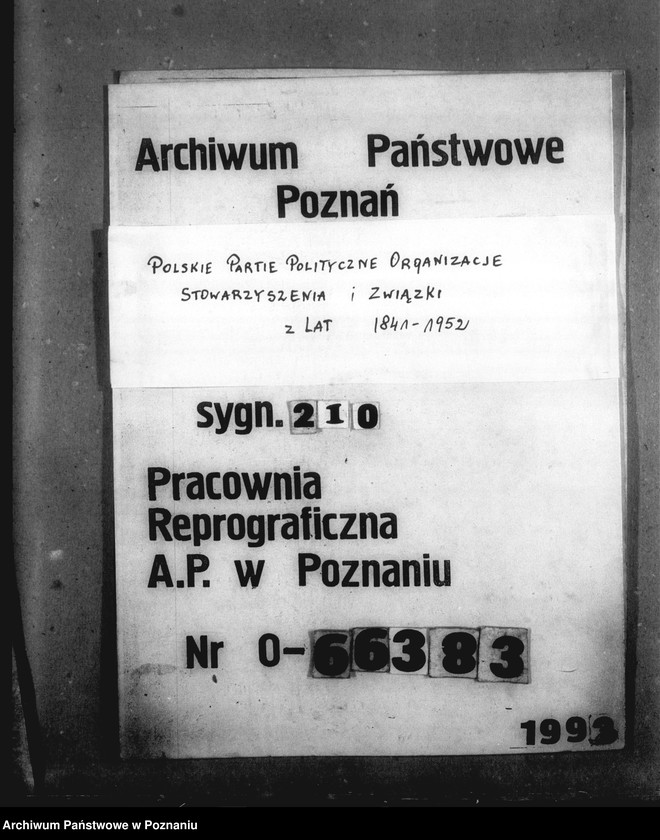 Archiwum Państwowe
Poznań
POLSKIE PARTIE POLITYCZNE ORGANIZACJE
STOWARZYSZENIA i ZWIĄZKI
z LAT 1841-1952
sygn. 210
Pracownia
Reprograficzna
A.P. w Poznaniu
Nr 0-66383
1993
Archiwum Państwowe w Poznaniu